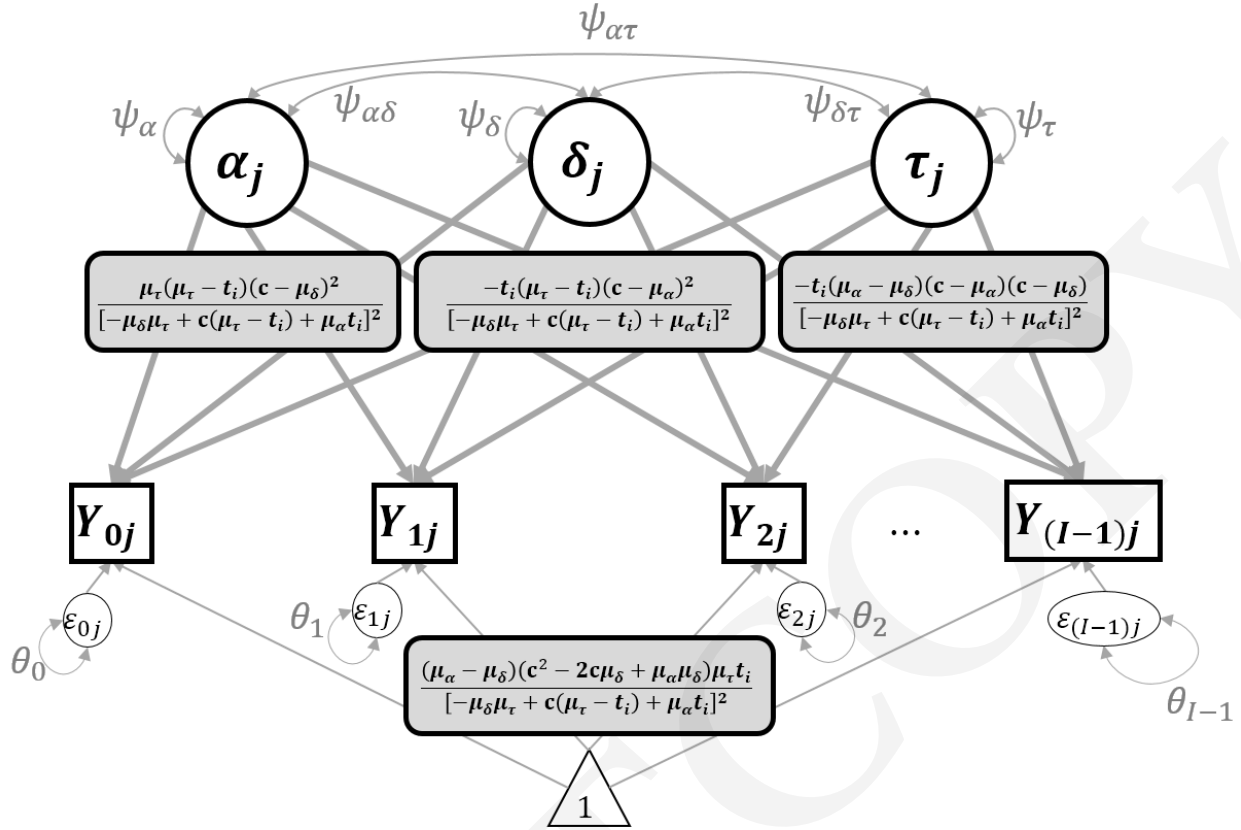 ψ_ατ
ψ_α ψ_αδ ψ_δ ψ_δτ ψ_τ
α_j δ_j τ_j
μ_τ(μ_τ − t_i)(c − μ_δ)² / [−μ_δμ_τ + c(μ_τ − t_i) + μ_αt_i]²
−t_i(μ_τ − t_i)(c − μ_α)² / [−μ_δμ_τ + c(μ_τ − t_i) + μ_αt_i]²
−t_i(μ_α − μ_δ)(c − μ_α)(c − μ_δ) / [−μ_δμ_τ + c(μ_τ − t_i) + μ_αt_i]²
Y_0j Y_1j Y_2j ... Y_(I−1)j
ε_0j ε_1j ε_2j ε_(I−1)j
θ_0 θ_1 θ_2 θ_I−1
(μ_α − μ_δ)(c² − 2cμ_δ + μ_αμ_δ)μ_τt_i / [−μ_δμ_τ + c(μ_τ − t_i) + μ_αt_i]²
1
COPY